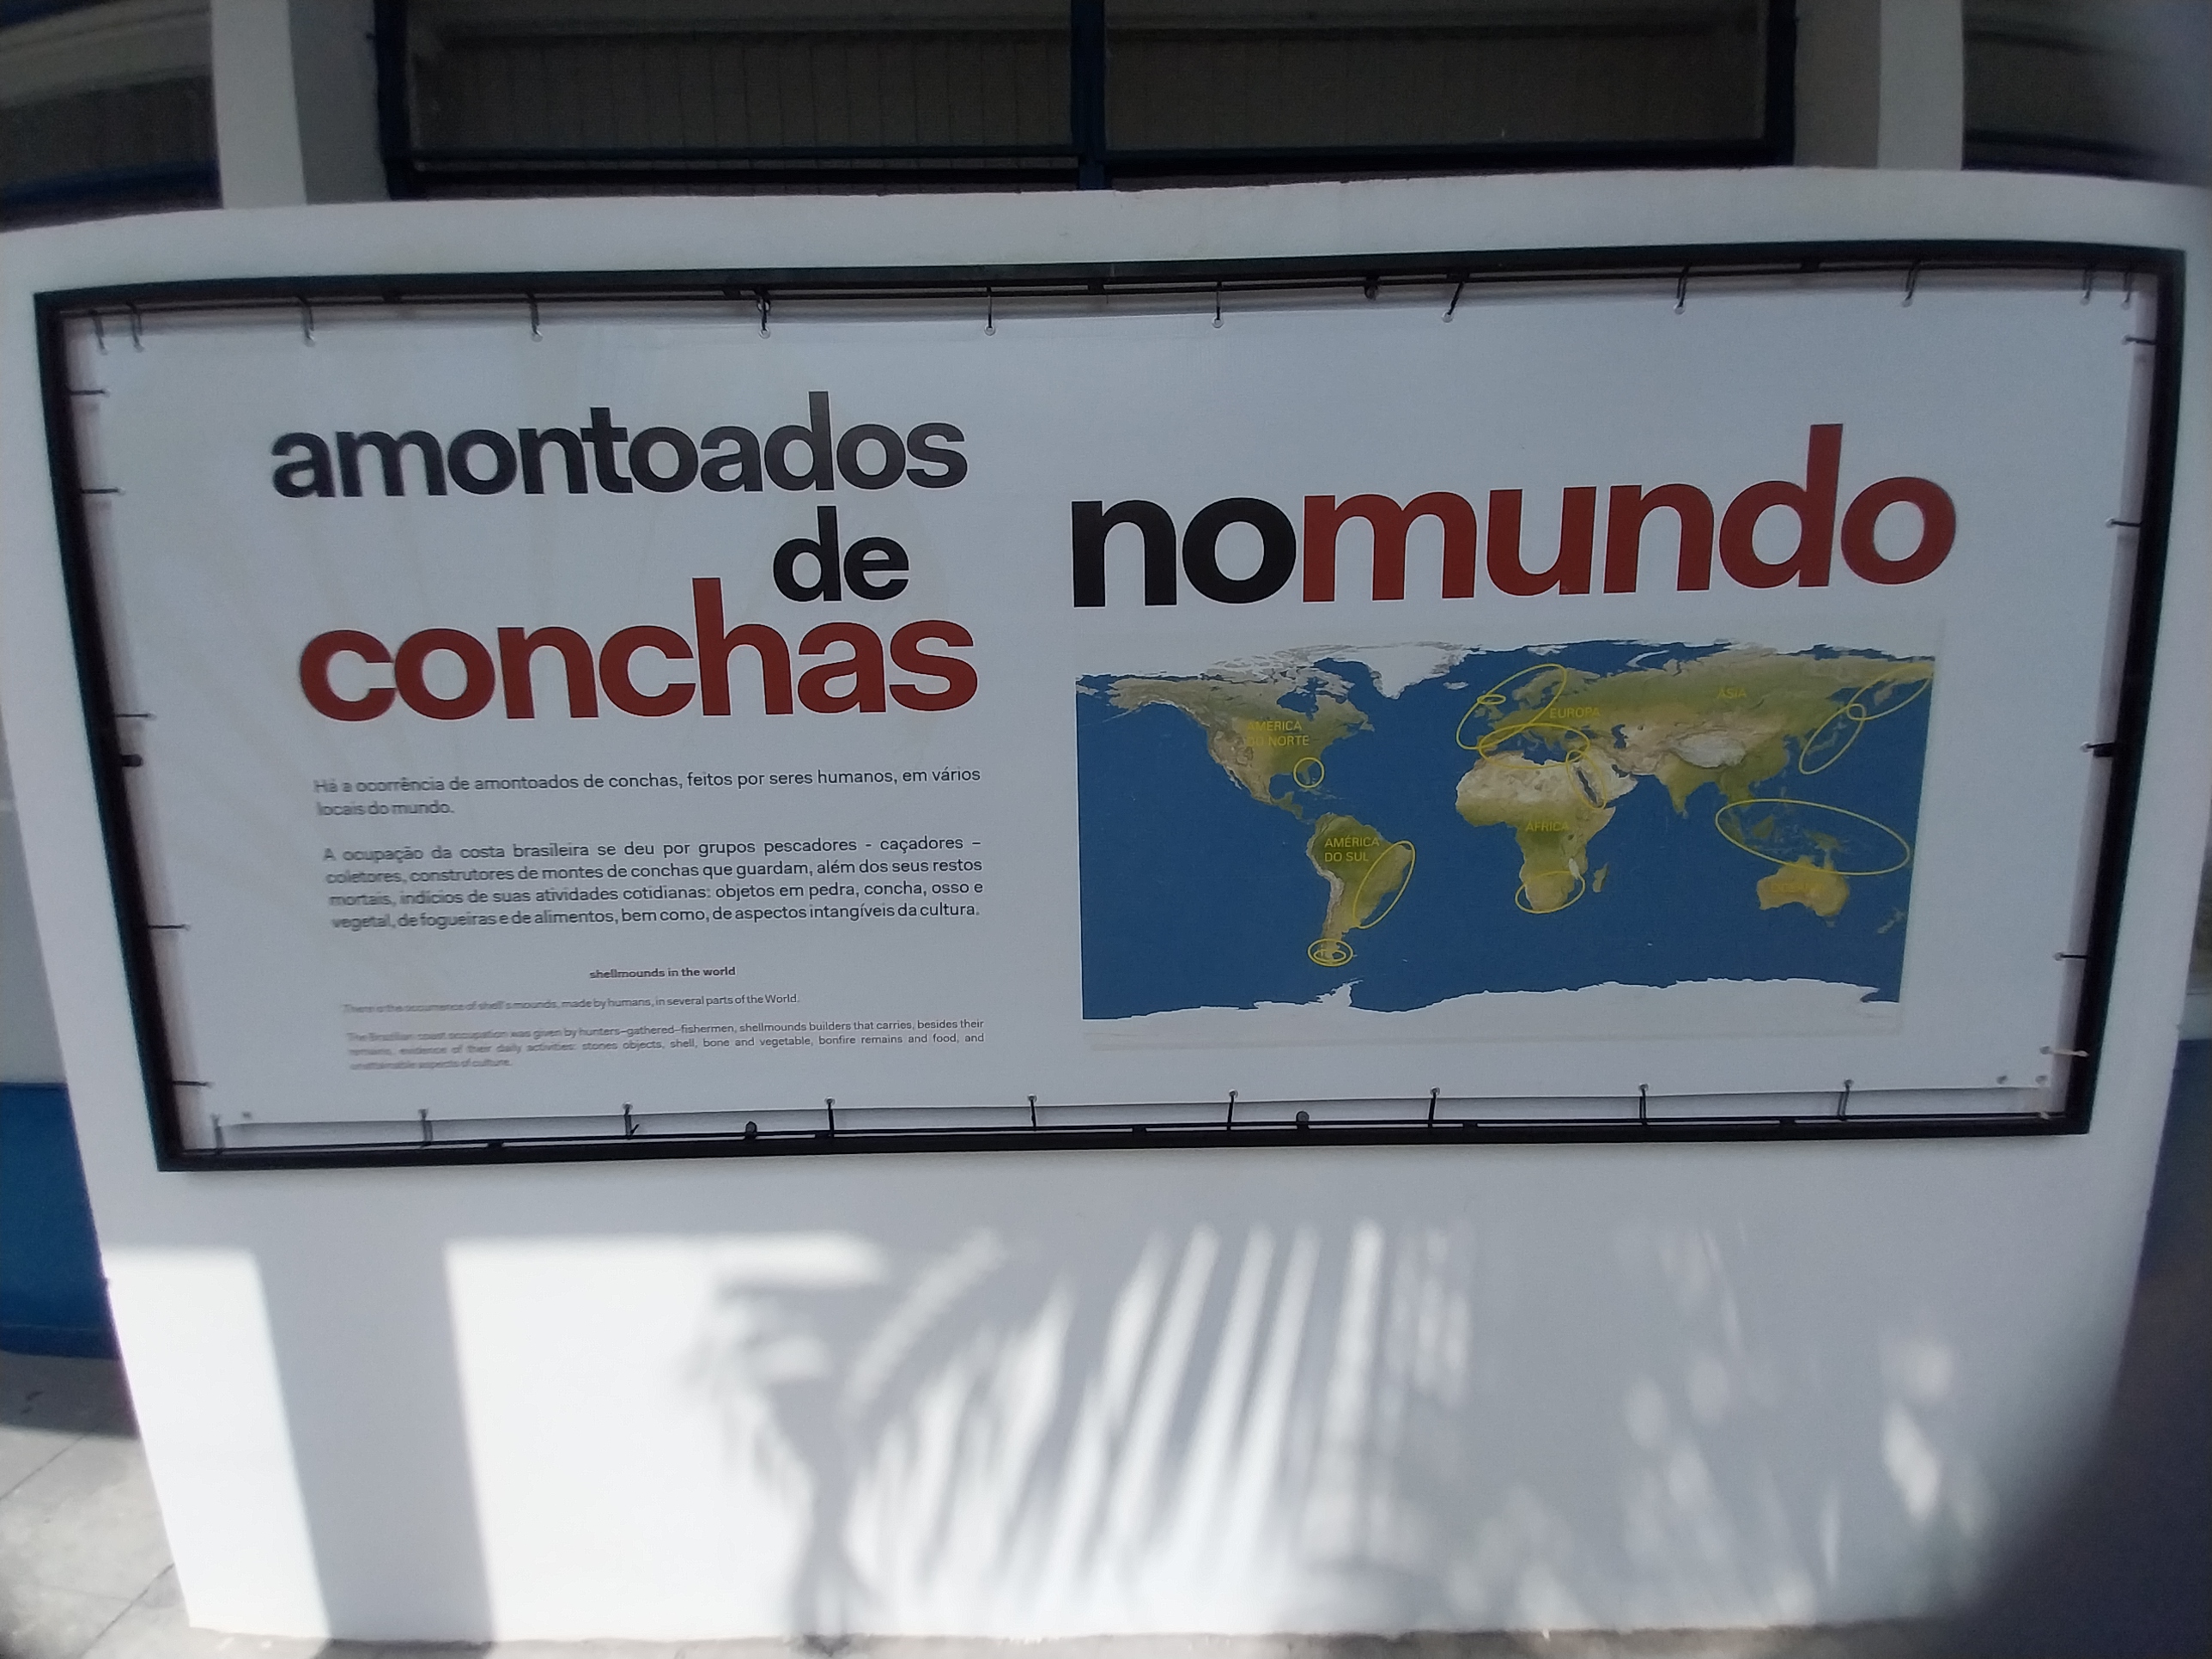 amontoados
de
conchas
nomundo
Há a ocorrência de amontoados de conchas, feitos por seres humanos, em vários
locais do mundo.
A ocupação da costa brasileira se deu por grupos pescadores - caçadores –
coletores, construtores de montes de conchas que guardam, além dos seus restos
mortais, indícios de suas atividades cotidianas: objetos em pedra, concha, osso e
vegetal, de fogueiras e de alimentos, bem como, de aspectos intangíveis da cultura.
shellmounds in the world
There is the occurrence of shell's mounds, made by humans, in several parts of the World.
The Brazilian coast occupation was given by hunters–gathered–fishermen, shellmounds builders that carries, besides their
remains, evidence of their daily activities: stones objects, shell, bone and vegetable, bonfire remains and food, and
aspects of culture.
AMÉRICA
DO NORTE
EUROPA
ÁSIA
AMÉRICA
DO SUL
ÁFRICA